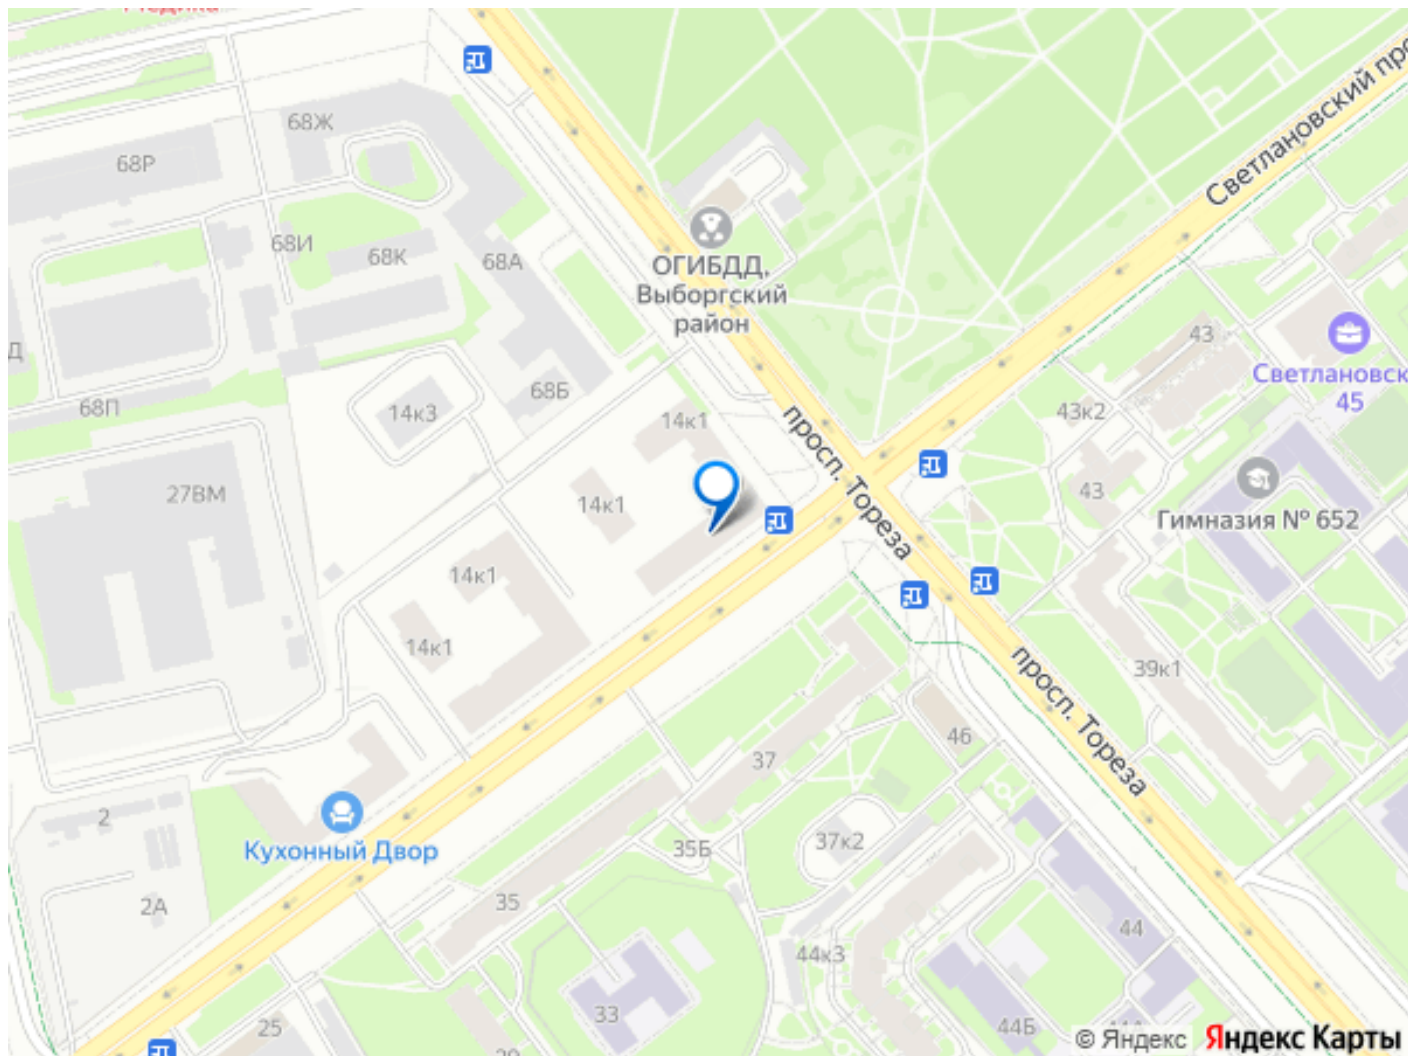 Светлановский
68Ж
68Р
68И
68К
68А
ОГИБДД,
Выборгский
район
Д
68П
14к3
68Б
14к1
43
Светлановск
45
43к2
просп. Тореза
27ВМ
14к1
43
Гимназия № 652
14к1
14к1
39к1
просп. Тореза
46
37
2
Кухонный Двор
35Б
37к2
2А
35
44к3
44
33
25
44Б
© Яндекс
Яндекс Карты